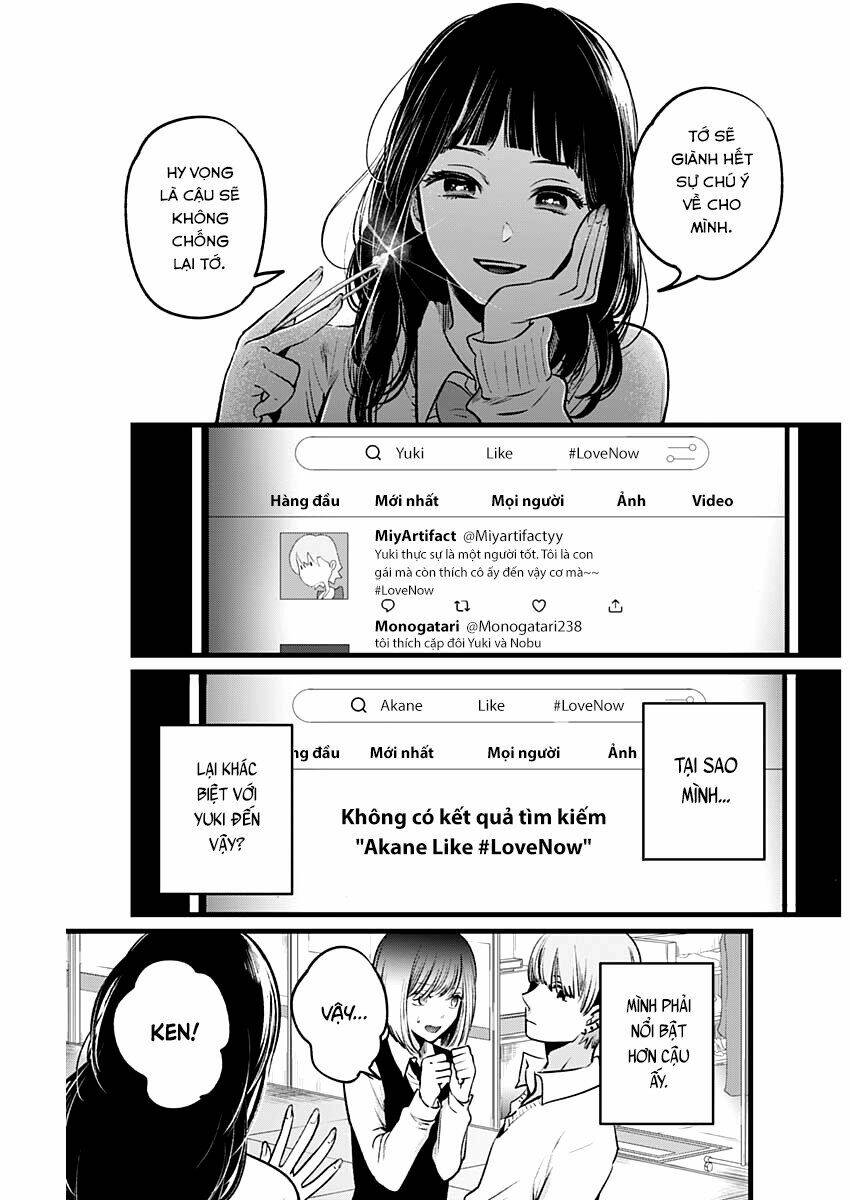 TỚ SẼ
GIÀNH HẾT
SỰ CHÚ Ý
VỀ CHO
MÌNH.
HY VỌNG
LÀ CẬU SẼ
KHÔNG
CHỐNG
LẠI TỚ.
Yuki Like #LoveNow
Hàng đầu Mới nhất Mọi người Ảnh Video
MiyArtifact @Miyartifactyy
Yuki thực sự là một người tốt. Tôi là con
gái mà còn thích cô ấy đến vậy cơ mà~~
#LoveNow
Monogatari @Monogatari238
tôi thích cặp đôi Yuki và Nobu
Akane Like #LoveNow
ng đầu Mới nhất Mọi người Ảnh
Không có kết quả tìm kiếm
"Akane Like #LoveNow"
TẠI SAO
MÌNH...
LẠI KHÁC
BIỆT VỚI
YUKI ĐẾN
VẬY?
MÌNH PHẢI
NỔI BẬT
HƠN CẬU
ẤY.
VẬY...
KEN!